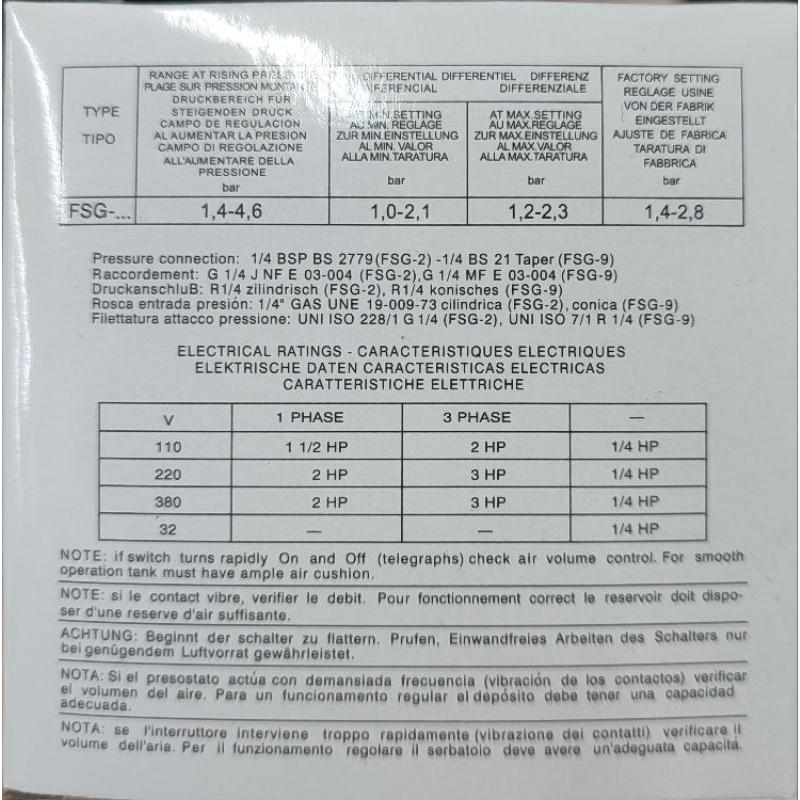 TYPE
TIPO
RANGE AT RISING
PLAGE SUR PRESSION
DRUCKBEREICH FÜR
STEIGENDEN DRUCK
CAMPO DE REGULACION
AL AUMENTAR LA PRESION
CAMPO DI REGOLAZIONE
ALL'AUMENTARE DELLA
PRESSIONE
bar
DIFFERENTIAL DIFFERENTIEL DIFFERENZ
DIFFERENZIALE
AT MIN. SETTING
AU MIN. REGLAGE
ZUR MIN.EINSTELLUNG
AL MIN. VALOR
ALLA MIN.TARATURA
bar
AT MAX.SETTING
AU MAX.REGLAGE
ZUR MAX.EINSTELLUNG
AL MAX.VALOR
ALLA MAX.TARATURA
bar
FACTORY SETTING
REGLAGE USINE
VON DER FABRIK
EINGESTELLT
AJUSTE DE FABRICA
TARATURA DI
FABBRICA
bar
FSG-... 1,4-4,6 1,0-2,1 1,2-2,3 1,4-2,8
Pressure connection: 1/4 BSP BS 2779(FSG-2) -1/4 BS 21 Taper (FSG-9)
Raccordement: G 1/4 J NF E 03-004 (FSG-2),G 1/4 MF E 03-004 (FSG-9)
DruckanschluB: R1/4 zilindrisch (FSG-2), R1/4 konisches (FSG-9)
Rosca entrada presión: 1/4" GAS UNE 19-009-73 cilindrica (FSG-2), conica (FSG-9)
Filettatura attacco pressione: UNI ISO 228/1 G 1/4 (FSG-2), UNI ISO 7/1 R 1/4 (FSG-9)
ELECTRICAL RATINGS - CARACTERISTIQUES ELECTRIQUES
ELEKTRISCHE DATEN CARACTERISTICAS ELECTRICAS
CARATTERISTICHE ELETTRICHE
V 1 PHASE 3 PHASE —
110 1 1/2 HP 2 HP 1/4 HP
220 2 HP 3 HP 1/4 HP
380 2 HP 3 HP 1/4 HP
32 — — 1/4 HP
NOTE: if switch turns rapidly On and Off (telegraphs) check air volume control. For smooth
operation tank must have ample air cushion.
NOTE: si le contact vibre, verifier le debit. Pour fonctionnement correct le reservoir doit dispo-
ser d'une reserve d'air suffisante.
ACHTUNG: Beginnt der schalter zu flattern. Prufen, Einwandfreies Arbeiten des Schalters nur
bei genûgendem Luftvorrat gewährleistet.
NOTA: Si el presostato actúa con demasiada frecuencia (vibración de los contactos) verificar
el volumen del aire. Para un funcionamento regular el depósito debe tener una capacidad
adecuada.
NOTA: se l'interruttore interviene troppo rapidamente (vibrazione dei contatti) verificare il
volume dell'aria. Per il funzionamento regolare il serbatoio deve avere un'adeguata capacitá.